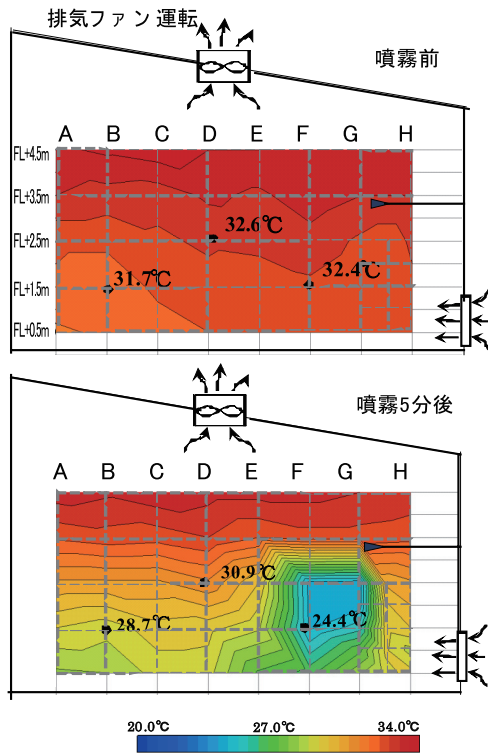 排気ファン運転
噴霧前
A B C D E F G H
FL+4.5m
FL+3.5m
FL+2.5m
FL+1.5m
FL+0.5m
32.6℃
31.7℃
32.4℃
噴霧5分後
A B C D E F G H
30.9℃
28.7℃
24.4℃
20.0℃ 27.0℃ 34.0℃